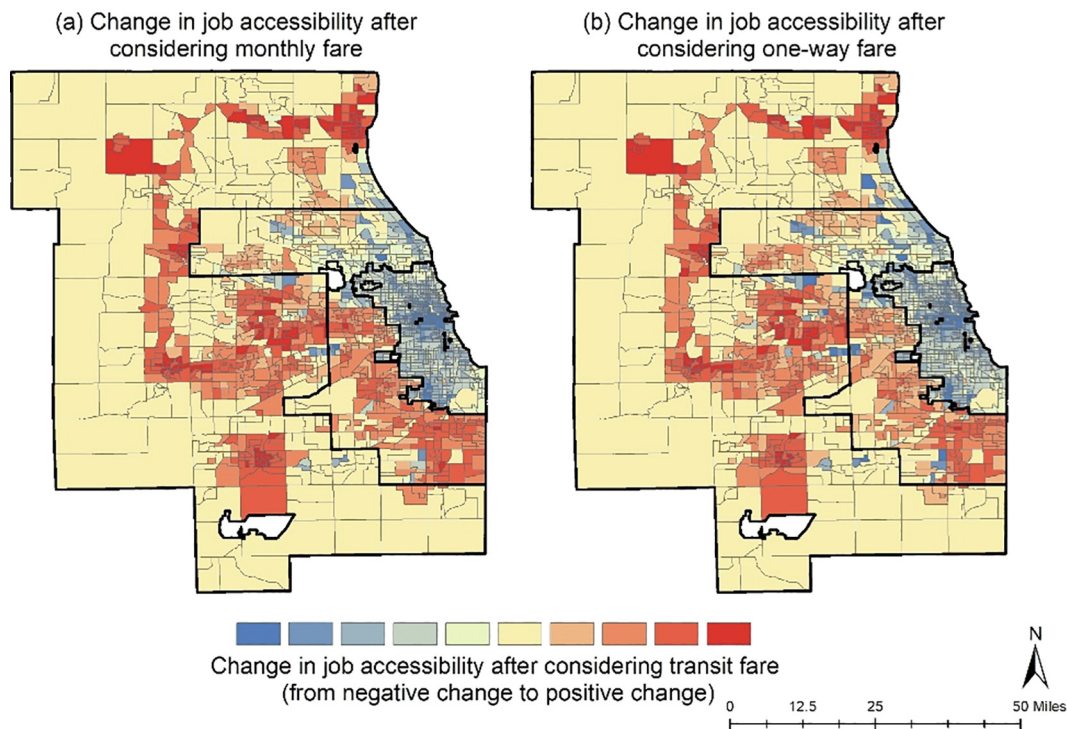 (a) Change in job accessibility after
considering monthly fare
(b) Change in job accessibility after
considering one-way fare
Change in job accessibility after considering transit fare
(from negative change to positive change)
N
0 12.5 25 50 Miles